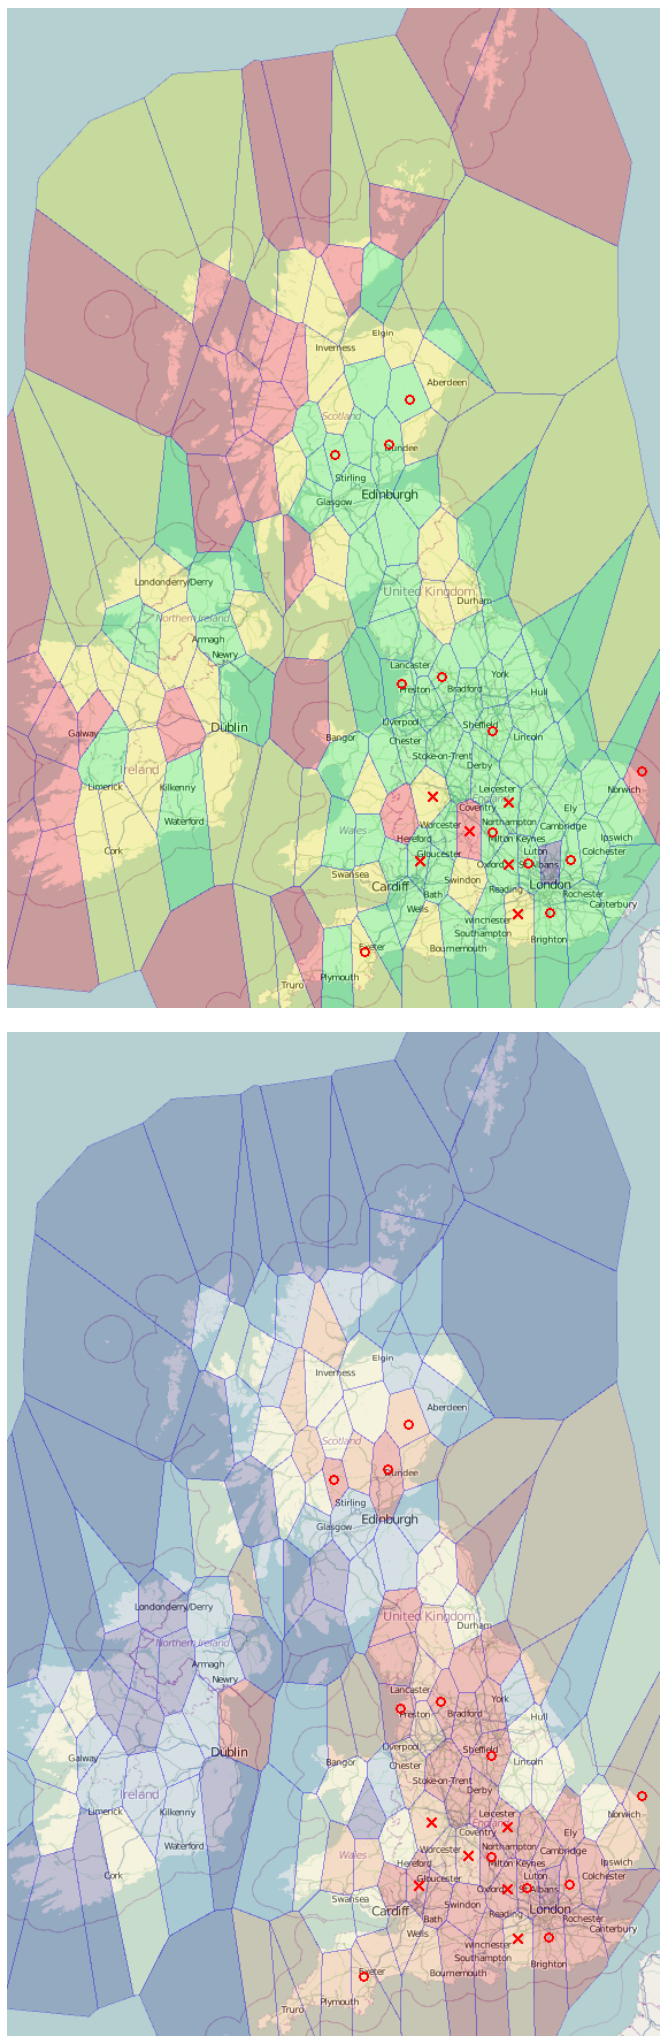 Elgin
Inverness
Aberdeen
Scotland
Dundee
Stirling
Edinburgh
Glasgow
Londonderry/Derry
United Kingdom
Durham
Northern Ireland
Armagh
Newry
Lancaster
York
Preston
Bradford
Hull
Dublin
Liverpool
Sheffield
Galway
Bangor
Chester
Lincoln
Stoke-on-Trent
Derby
Ireland
Limerick
Kilkenny
Leicester
Norwich
Coventry
Ely
Waterford
Worcester
Northampton
Cambridge
Wales
Hereford
Milton Keynes
Ipswich
Cork
Gloucester
Luton
Colchester
Oxford
St Albans
Swansea
Swindon
Cardiff
Reading
London
Bath
Rochester
Canterbury
Wells
Winchester
Southampton
Brighton
Exeter
Bournemouth
Plymouth
Truro
Elgin
Inverness
Aberdeen
Scotland
Dundee
Stirling
Edinburgh
Glasgow
Londonderry/Derry
United Kingdom
Durham
Northern Ireland
Armagh
Newry
Lancaster
York
Preston
Bradford
Hull
Dublin
Liverpool
Sheffield
Galway
Bangor
Chester
Lincoln
Stoke-on-Trent
Derby
Ireland
Limerick
Kilkenny
Leicester
Norwich
England
Coventry
Ely
Waterford
Worcester
Northampton
Cambridge
Wales
Hereford
Milton Keynes
Ipswich
Cork
Gloucester
Luton
Colchester
Oxford
St Albans
Swansea
Swindon
Cardiff
Reading
London
Bath
Rochester
Canterbury
Wells
Winchester
Southampton
Brighton
Exeter
Bournemouth
Plymouth
Truro